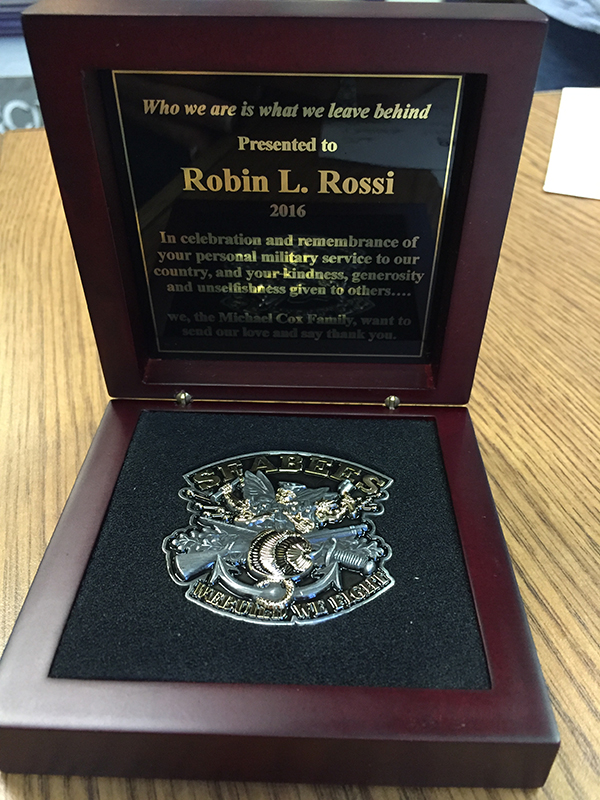 Who we are is what we leave behind
Presented to
Robin L. Rossi
2016
In celebration and remembrance of
your personal military service to our
country, and your kindness, generosity
and unselfishness given to others....
we, the Michael Cox Family, want to
send our love and say thank you.
SEABEES
WE BUILD WE FIGHT